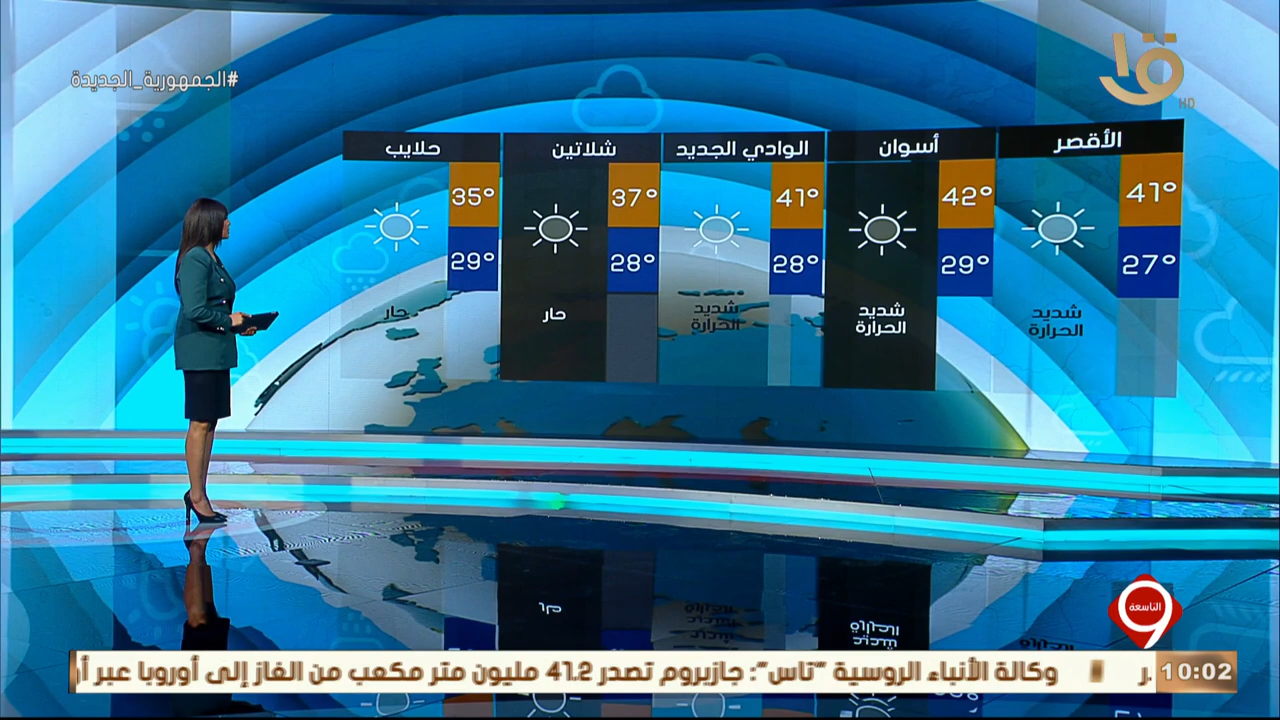 #الجمهورية_الجديدة
HD
الأقصر
41°
27°
شديد
الحرارة
أسوان
42°
29°
شديد
الحرارة
الوادي الجديد
41°
28°
شديد
الحرارة
شلاتين
37°
28°
حار
حلايب
35°
29°
حار
التاسعة
9
وكالة الأنباء الروسية "تاس": جازبروم تصدر 41.2 مليون متر مكعب من الغاز إلى أوروبا عبر
10:02